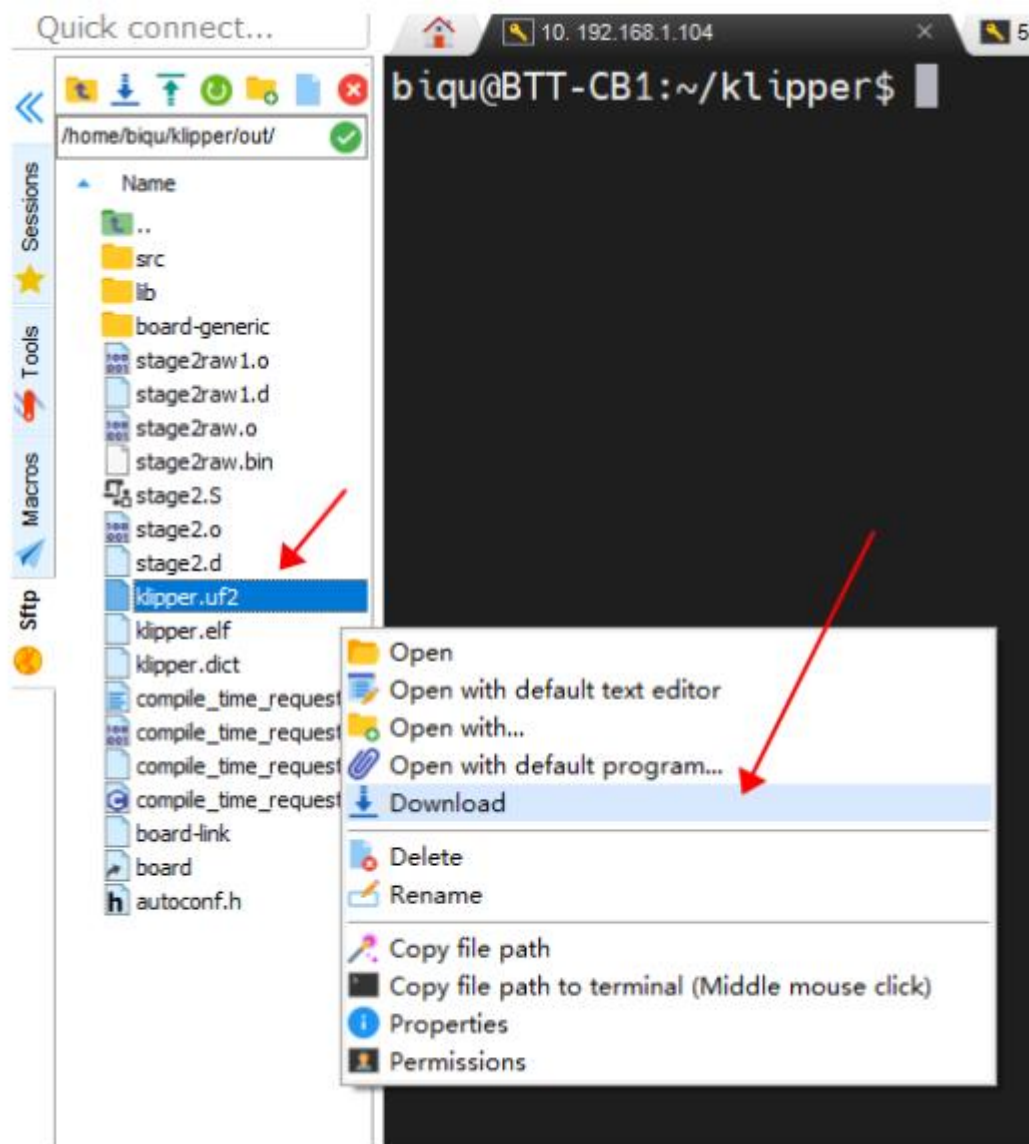 Quick connect...
10. 192.168.1.104
5
biqu@BTT-CB1:~/klipper$
/home/biqu/klipper/out/
Sessions
Tools
Macros
Sftp
Name
..
src
lib
board-generic
stage2raw1.o
stage2raw1.d
stage2raw.o
stage2raw.bin
stage2.S
stage2.o
stage2.d
klipper.uf2
klipper.elf
klipper.dict
compile_time_request
compile_time_request
compile_time_request
compile_time_request
board-link
board
autoconf.h
Open
Open with default text editor
Open with...
Open with default program...
Download
Delete
Rename
Copy file path
Copy file path to terminal (Middle mouse click)
Properties
Permissions